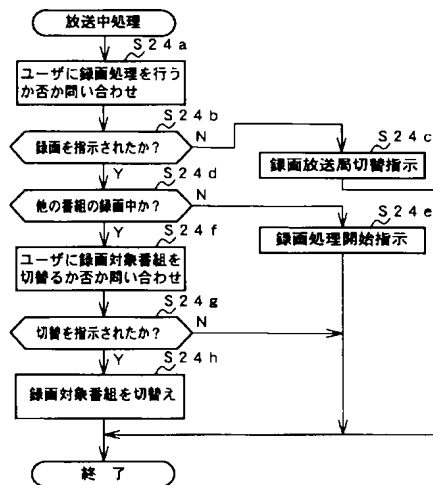 放送中処理
S24a
ユーザに録画処理を行う
か否か問い合わせ
S24b
録画を指示されたか？
N
Y
S24c
録画放送局切替指示
S24d
他の番組の録画中か？
N
Y
S24e
録画処理開始指示
S24f
ユーザに録画対象番組を
切替るか否か問い合わせ
S24g
切替を指示されたか？
N
Y
S24h
録画対象番組を切替え
終了